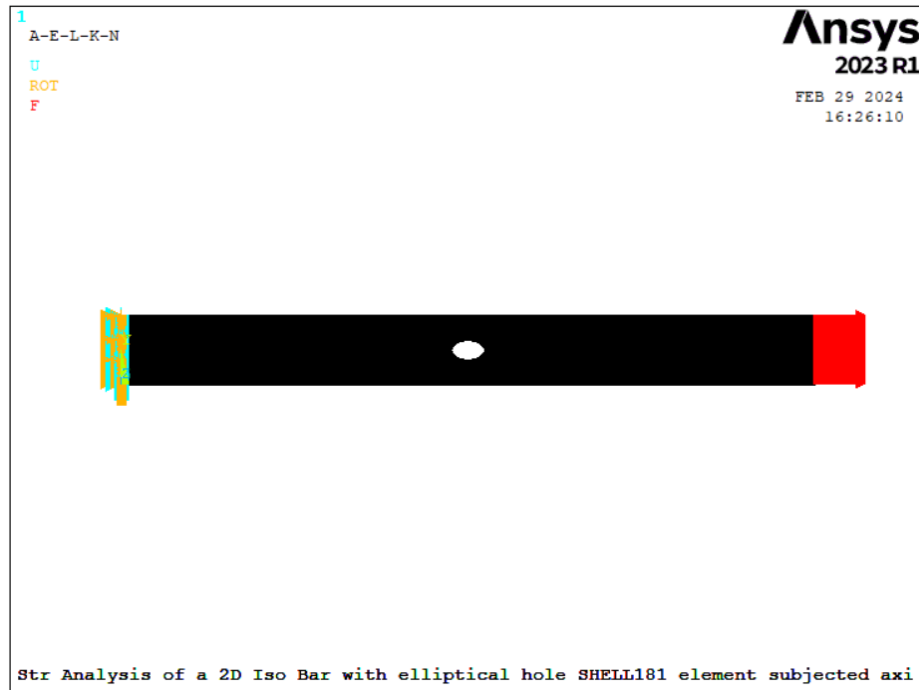 1
A-E-L-K-N
U
ROT
F
Ansys
2023 R1
FEB 29 2024
16:26:10
Str Analysis of a 2D Iso Bar with elliptical hole SHELL181 element subjected axi